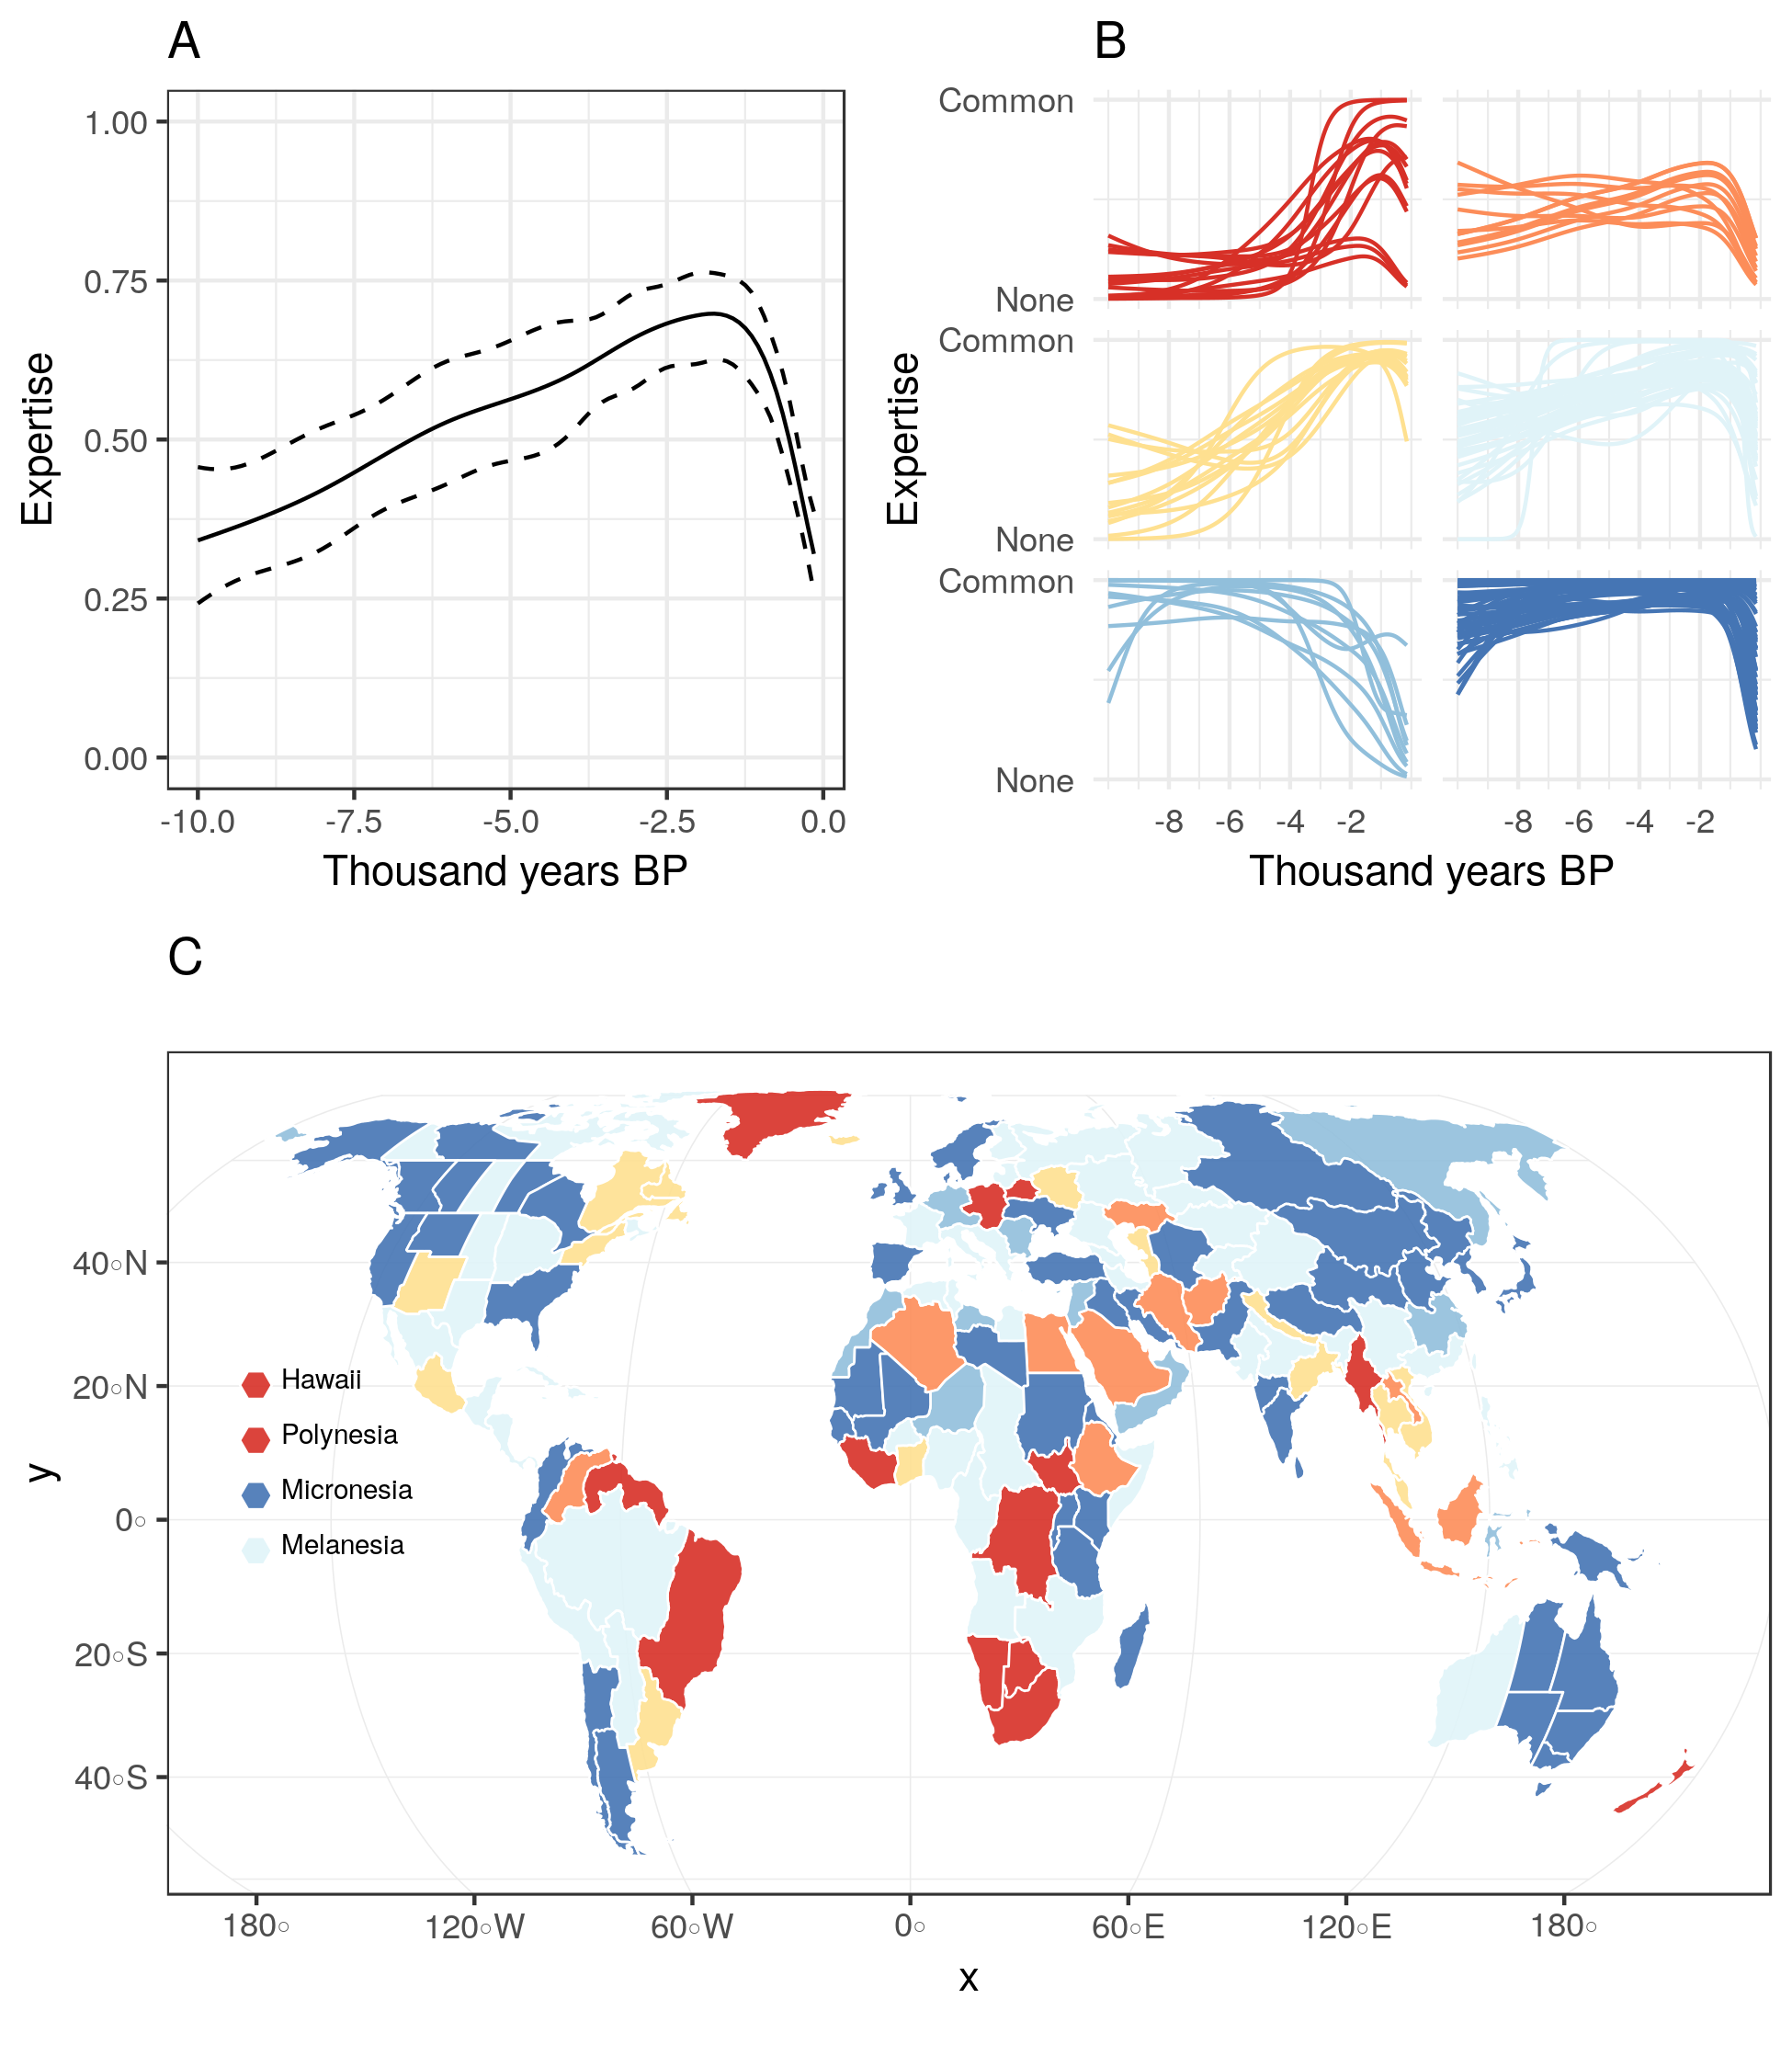 A
B
1.00
0.75
0.50
0.25
0.00
Expertise
-10.0 -7.5 -5.0 -2.5 0.0
Thousand years BP
Common
None
Common
None
Common
None
Expertise
-8 -6 -4 -2 -8 -6 -4 -2
Thousand years BP
C
40°N
20°N
0°
20°S
40°S
y
Hawaii
Polynesia
Micronesia
Melanesia
180° 120°W 60°W 0° 60°E 120°E 180°
x